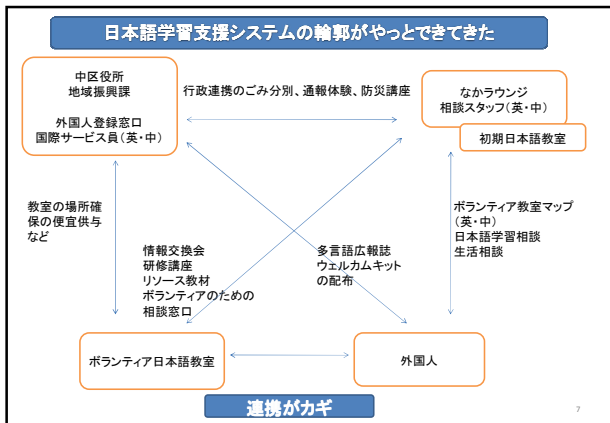 日本語学習支援システムの輪郭がやっとできてきた
中区役所
地域振興課
外国人登録窓口
国際サービス員(英・中)
行政連携のごみ分別、通報体験、防災講座
なかラウンジ
相談スタッフ(英・中)
初期日本語教室
教室の場所確
保の便宜供与
など
情報交換会
研修講座
リソース教材
ボランティアのための
相談窓口
多言語広報誌
ウェルカムキット
の配布
ボランティア教室マップ
(英・中)
日本語学習相談
生活相談
ボランティア日本語教室
外国人
連携がカギ
7